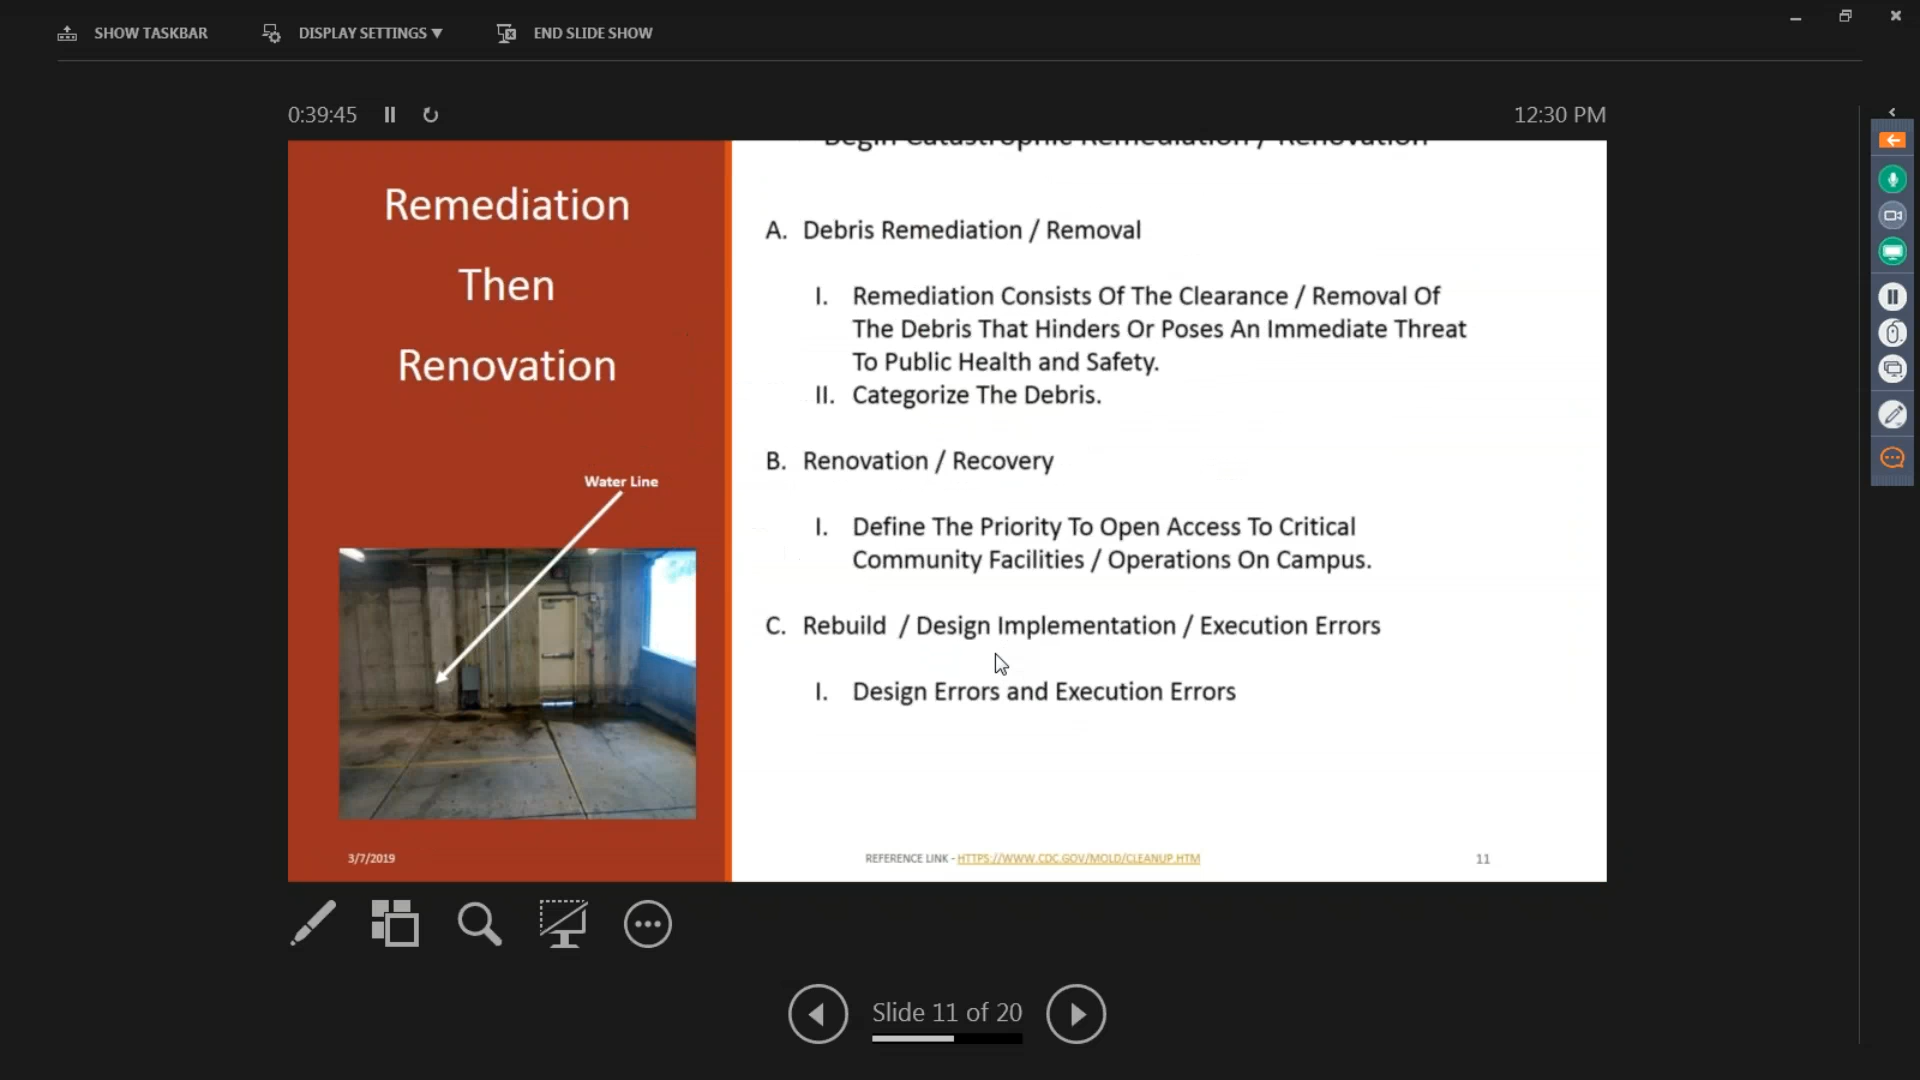 SHOW TASKBAR
DISPLAY SETTINGS ▼
END SLIDE SHOW
0:39:45
12:30 PM
Remediation
Then
Renovation
Water Line
3/7/2019
Begin Catastrophic Remediation / Renovation
A. Debris Remediation / Removal
I. Remediation Consists Of The Clearance / Removal Of
The Debris That Hinders Or Poses An Immediate Threat
To Public Health and Safety.
II. Categorize The Debris.
B. Renovation / Recovery
I. Define The Priority To Open Access To Critical
Community Facilities / Operations On Campus.
C. Rebuild / Design Implementation / Execution Errors
I. Design Errors and Execution Errors
REFERENCE LINK - HTTPS://WWW.CDC.GOV/MOLD/CLEANUP.HTM
11
Slide 11 of 20